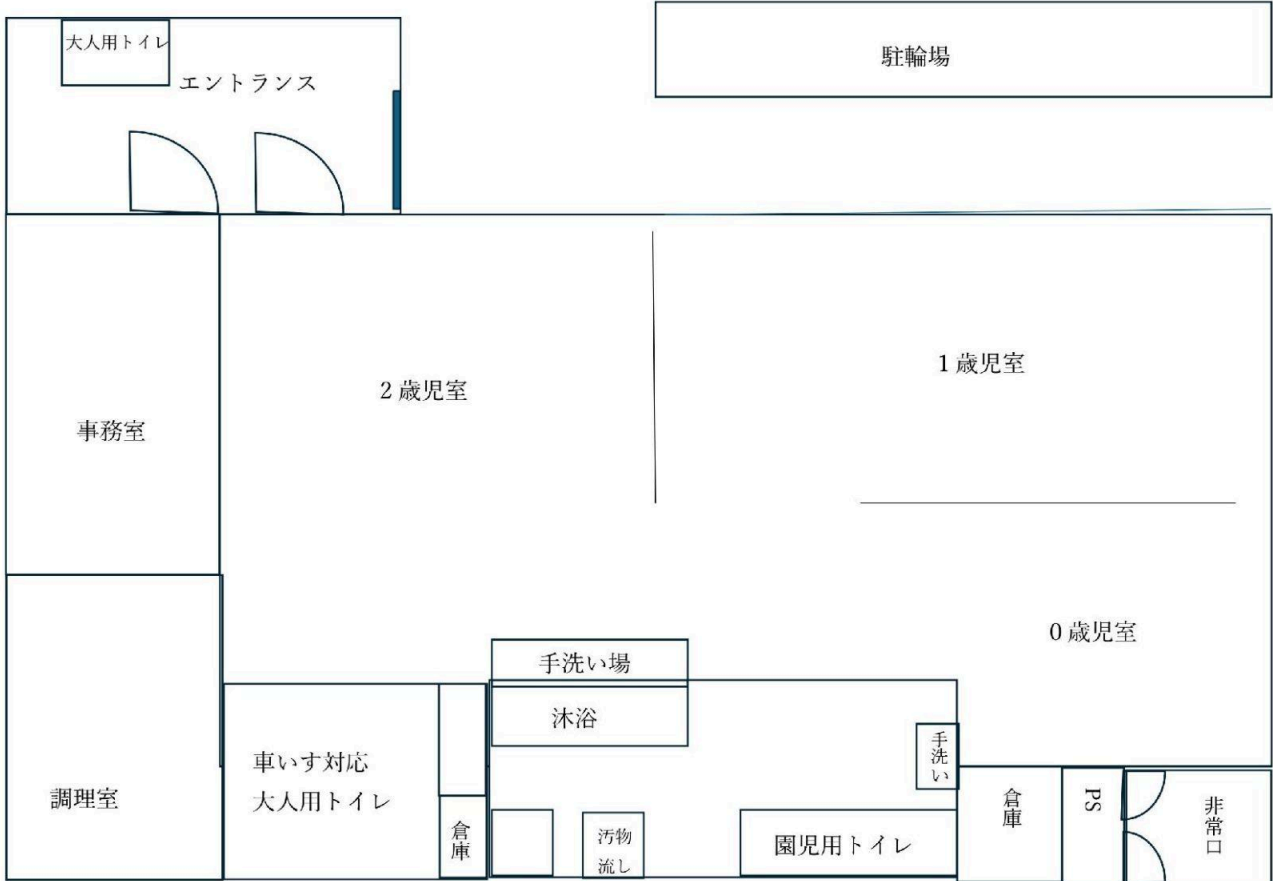 大人用トイレ
エントランス
駐輪場
2歳児室
1歳児室
事務室
0歳児室
手洗い場
沐浴
手洗い
車いす対応
大人用トイレ
調理室
倉庫
汚物
流し
園児用トイレ
倉庫
PS
非常口